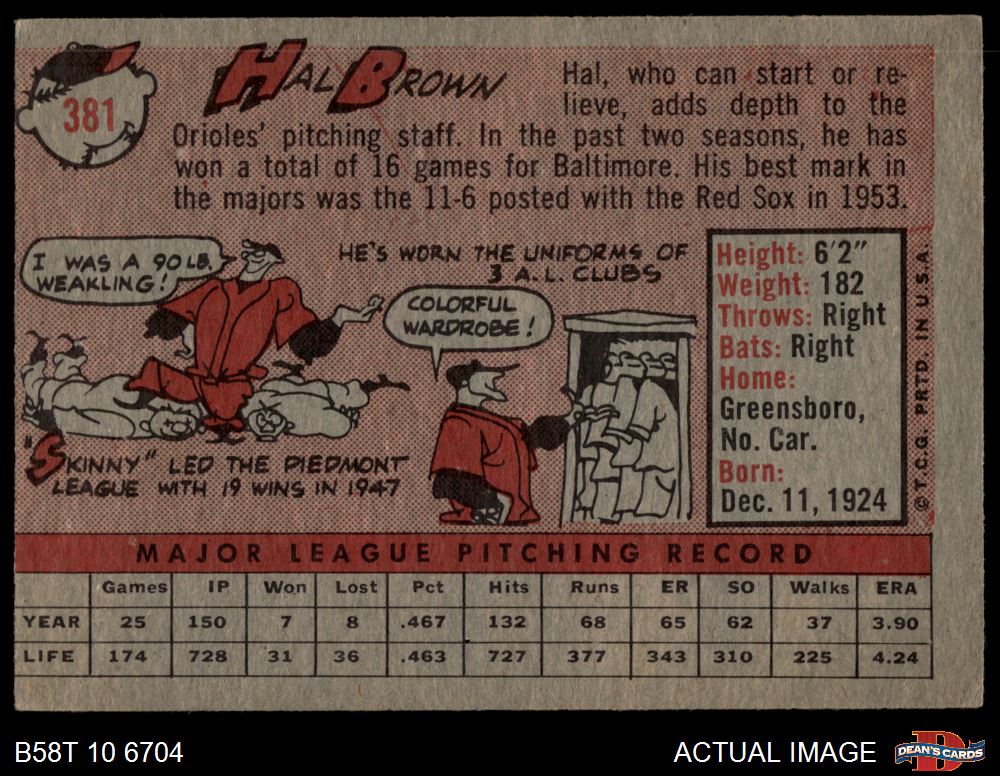 381
HAL BROWN
Hal, who can start or re-
lieve, adds depth to the
Orioles' pitching staff. In the past two seasons, he has
won a total of 16 games for Baltimore. His best mark in
the majors was the 11-6 posted with the Red Sox in 1953.
I WAS A 90 LB.
WEAKLING!
"SKINNY" LED THE PIEDMONT
LEAGUE WITH 19 WINS IN 1947
HE'S WORN THE UNIFORMS OF
3 A.L. CLUBS
COLORFUL
WARDROBE!
Height: 6'2"
Weight: 182
Throws: Right
Bats: Right
Home:
Greensboro,
No. Car.
Born:
Dec. 11, 1924
© T.C.G. PRTD. IN U.S.A.
MAJOR LEAGUE PITCHING RECORD
Games IP Won Lost Pct Hits Runs ER SO Walks ERA
YEAR 25 150 7 8 .467 132 68 65 62 37 3.90
LIFE 174 728 31 36 .463 727 377 343 310 225 4.24
B58T 10 6704
ACTUAL IMAGE
DEAN'S CARDS